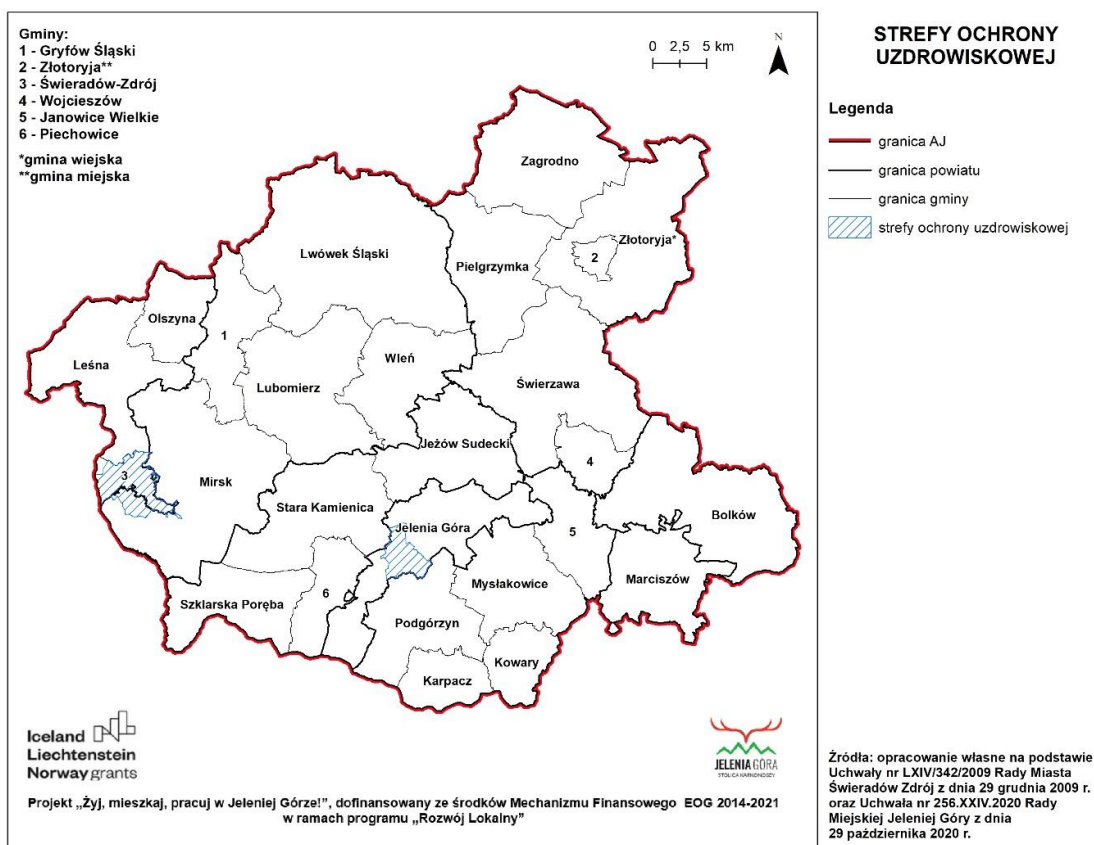 Gminy:
1 - Gryfów Śląski
2 - Złotoryja**
3 - Świeradów-Zdrój
4 - Wojcieszów
5 - Janowice Wielkie
6 - Piechowice
*gmina wiejska
**gmina miejska
0 2,5 5 km
N
STREFY OCHRONY
UZDROWISKOWEJ
Legenda
granica AJ
granica powiatu
granica gminy
strefy ochrony uzdrowiskowej
Zagrodno
Złotoryja*
2
Lwówek Śląski
Pielgrzymka
Olszyna
1
Leśna
Wleń
Lubomierz
Świerzawa
Jeżów Sudecki
4
3
Mirsk
Stara Kamienica
Jelenia Góra
5
Bolków
Mysłakowice
Marciszów
6
Szklarska Poręba
Podgórzyn
Kowary
Karpacz
Iceland
Liechtenstein
Norway grants
JELENIA GÓRA
STOLICA KARKONOSZY
Projekt „Żyj, mieszkaj, pracuj w Jeleniej Górze!”, dofinansowany ze środków Mechanizmu Finansowego EOG 2014-2021
w ramach programu „Rozwój Lokalny”
Źródła: opracowanie własne na podstawie
Uchwały nr LXIV/342/2009 Rady Miasta
Świeradów Zdrój z dnia 29 grudnia 2009 r.
oraz Uchwała nr 256.XXIV.2020 Rady
Miejskiej Jeleniej Góry z dnia
29 października 2020 r.